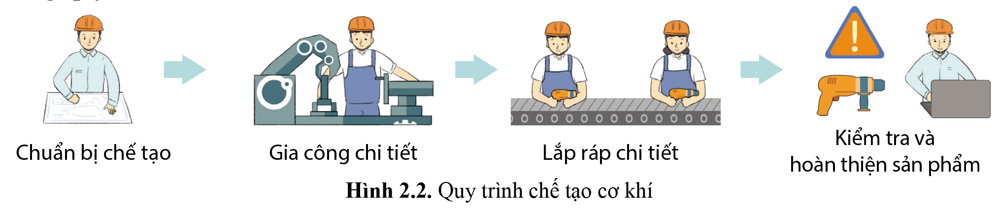 Chuẩn bị chế tạo
Gia công chi tiết
Lắp ráp chi tiết
Kiểm tra và
hoàn thiện sản phẩm
Hình 2.2. Quy trình chế tạo cơ khí